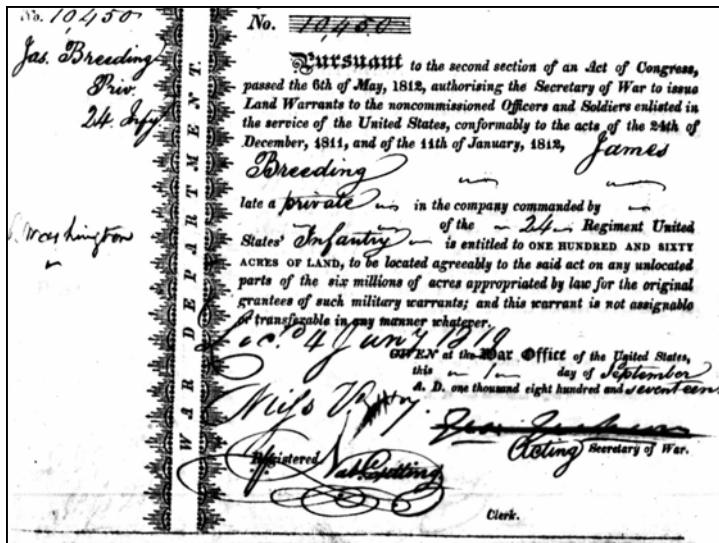 No. 10,450
Jas. Breeding
Priv.
24. Infy
Washington
WAR DEPARTMENT.
No. 10,450
Pursuant to the second section of an Act of Congress,
passed the 6th of May, 1812, authorising the Secretary of War to issue
Land Warrants to the noncommissioned Officers and Soldiers enlisted in
the service of the United States, conformably to the acts of the 24th of
December, 1811, and of the 11th of January, 1812, James
Breeding
late a private in the company commanded by
of the 24 Regiment United
States' Infantry is entitled to ONE HUNDRED AND SIXTY
ACRES OF LAND, to be located agreeably to the said act on any unlocated
parts of the six millions of acres appropriated by law for the original
grantees of such military warrants; and this warrant is not assignable
or transferable in any manner whatever.
Loc'd 4 Jany 1819
GIVEN at the War Office of the United States,
this 1 day of September
A. D. one thousand eight hundred and seventeen
Acting Secretary of War.
Registered
Clerk.